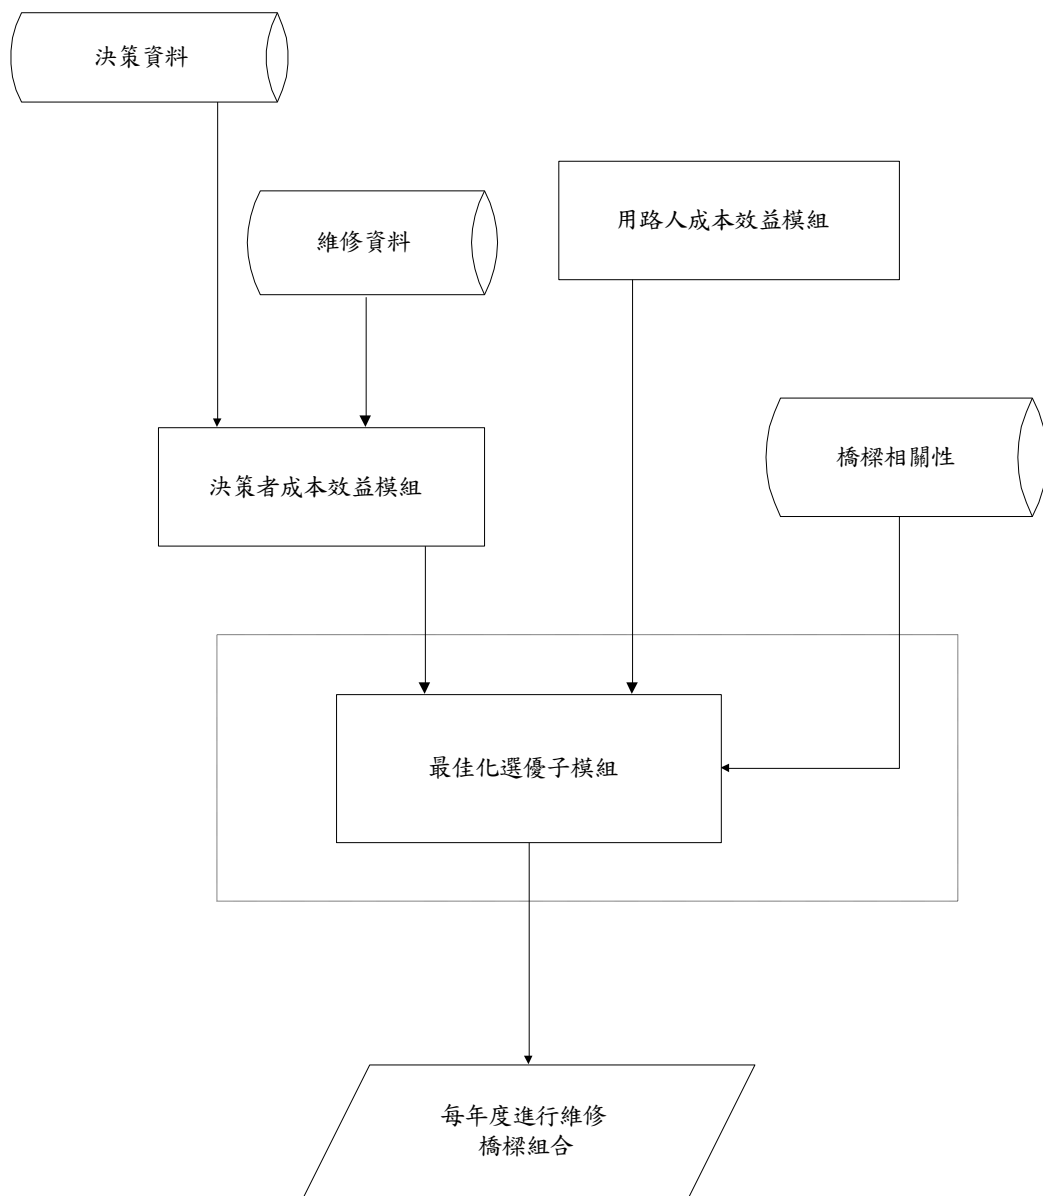 決策資料
維修資料
用路人成本效益模組
橋樑相關性
決策者成本效益模組
最佳化選優子模組
每年度進行維修
橋樑組合